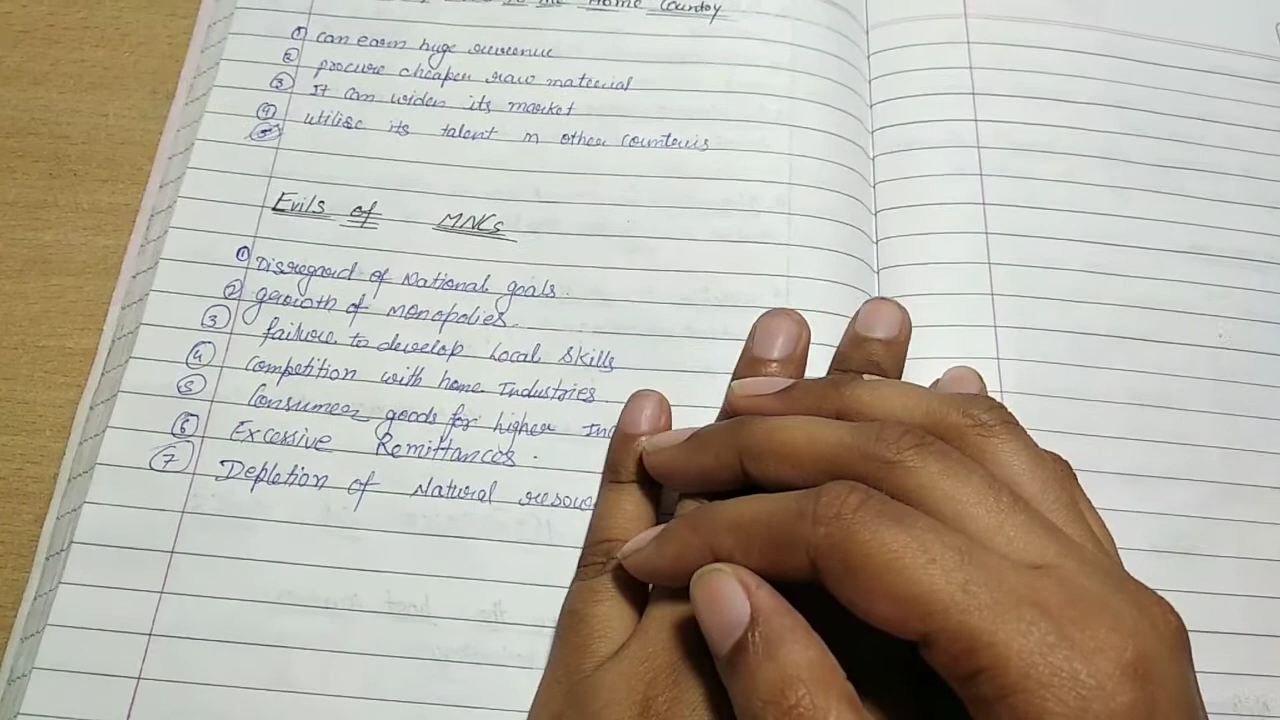 to the Home Country
① can earn huge revenue
② procure cheaper raw material
③ It can widen its market
④ utilise its talent in other countries
Evils of MNCs
① Disregard of National goals.
② growth of monopolies.
③ failure to develop Local Skills
④ competition with home Industries.
⑤ Consumer goods for higher
⑥ Excessive Remittances.
⑦ Depletion of Natural